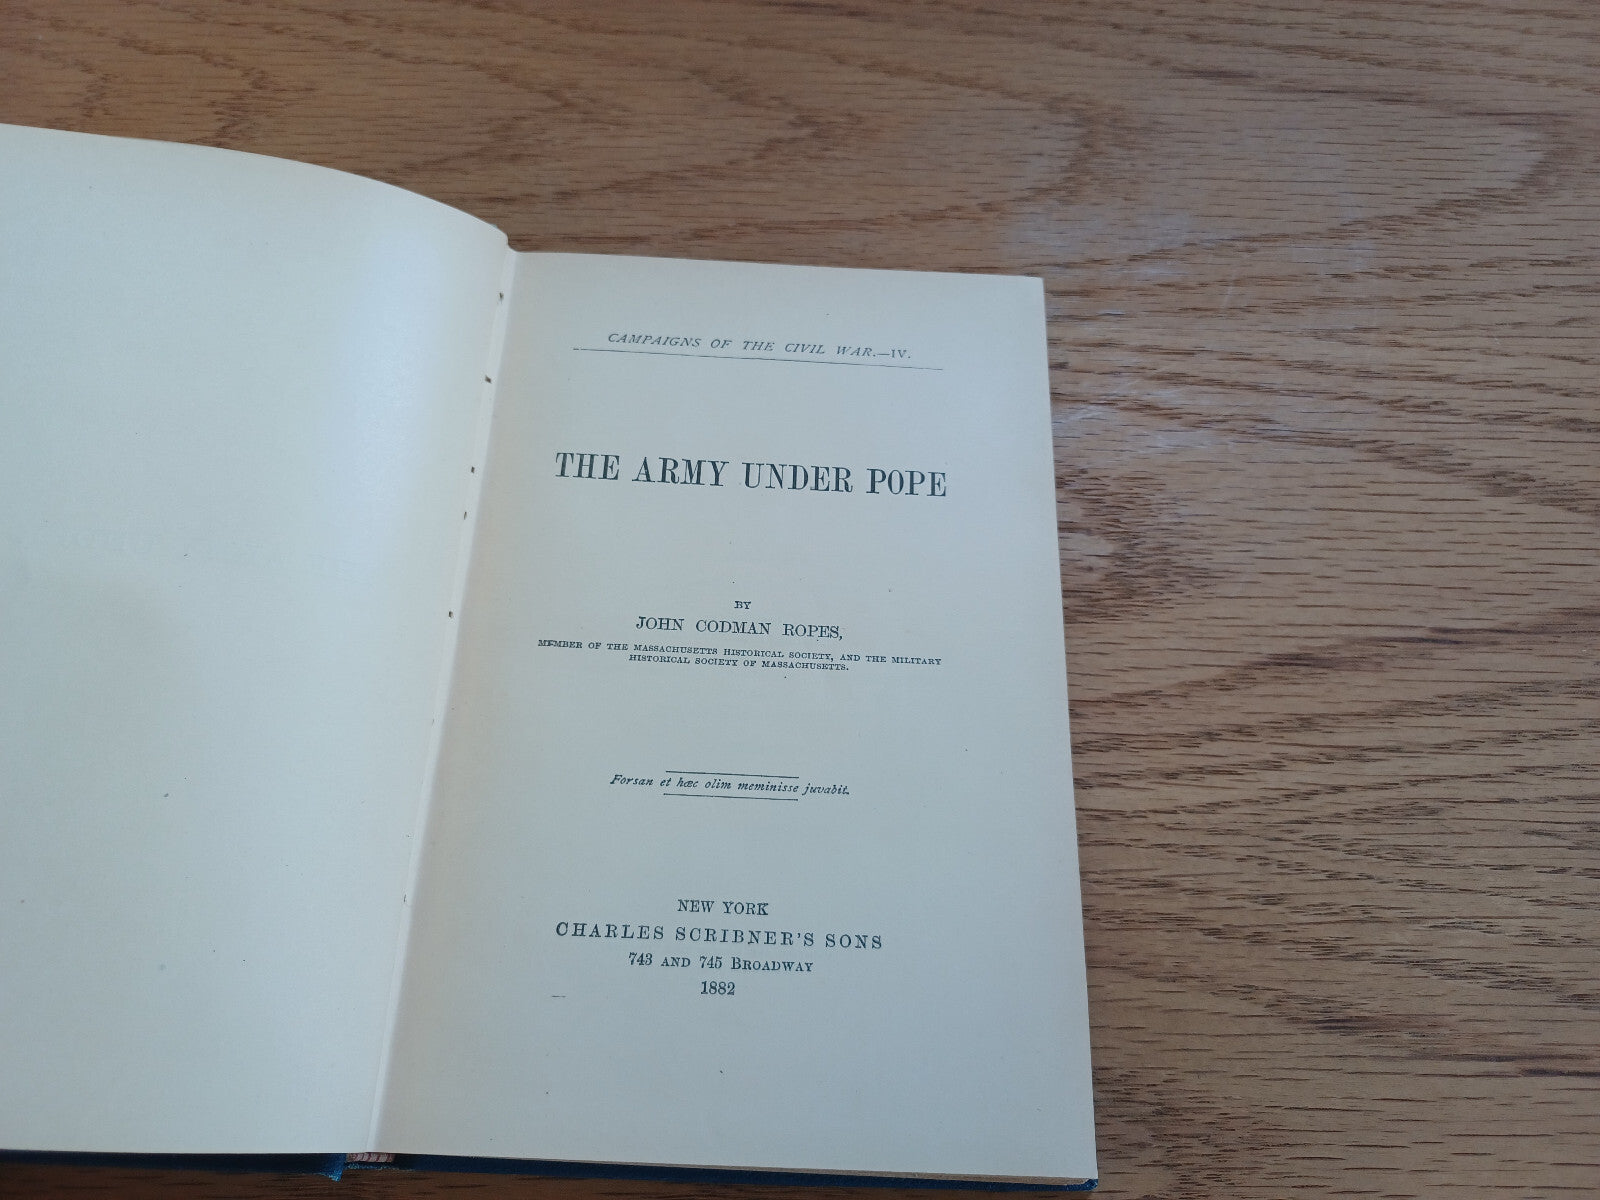 CAMPAIGNS OF THE CIVIL WAR.—IV.
THE ARMY UNDER POPE
BY
JOHN CODMAN ROPES,
MEMBER OF THE MASSACHUSETTS HISTORICAL SOCIETY, AND THE MILITARY
HISTORICAL SOCIETY OF MASSACHUSETTS.
Forsan et hæc olim meminisse juvabit.
NEW YORK
CHARLES SCRIBNER'S SONS
743 AND 745 BROADWAY
1882